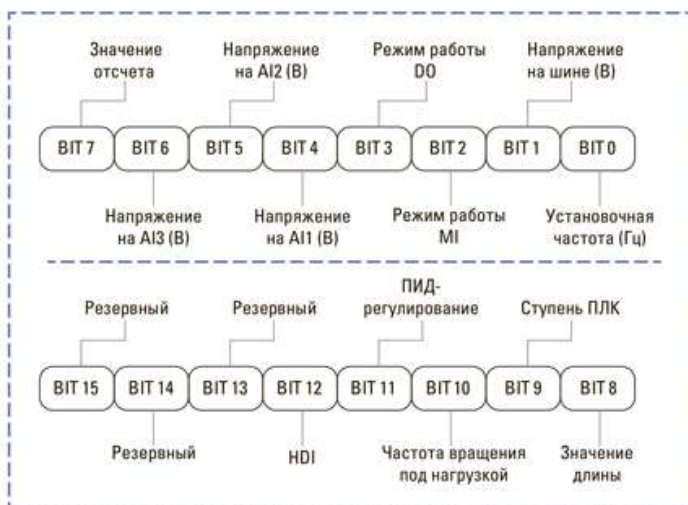 Значение
отсчета
Напряжение
на AI2 (В)
Режим работы
DO
Напряжение
на шине (В)
BIT 7
BIT 6
BIT 5
BIT 4
BIT 3
BIT 2
BIT 1
BIT 0
Напряжение
на AI3 (В)
Напряжение
на AI1 (В)
Режим работы
MI
Установочная
частота (Гц)
Резервный
Резервный
ПИД-
регулирование
Ступень ПЛК
BIT 15
BIT 14
BIT 13
BIT 12
BIT 11
BIT 10
BIT 9
BIT 8
Резервный
HDI
Частота вращения
под нагрузкой
Значение
длины